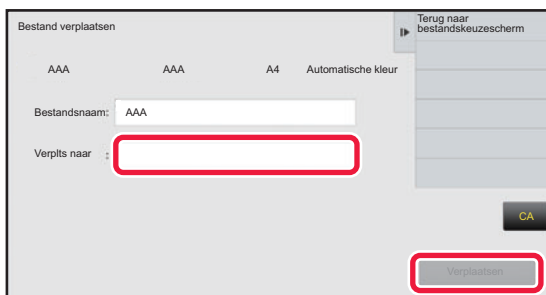 Bestand verplaatsen
Terug naar
bestandskeuzescherm
AAA AAA A4 Automatische kleur
Bestandsnaam: AAA
Verplts naar :
CA
Verplaatsen